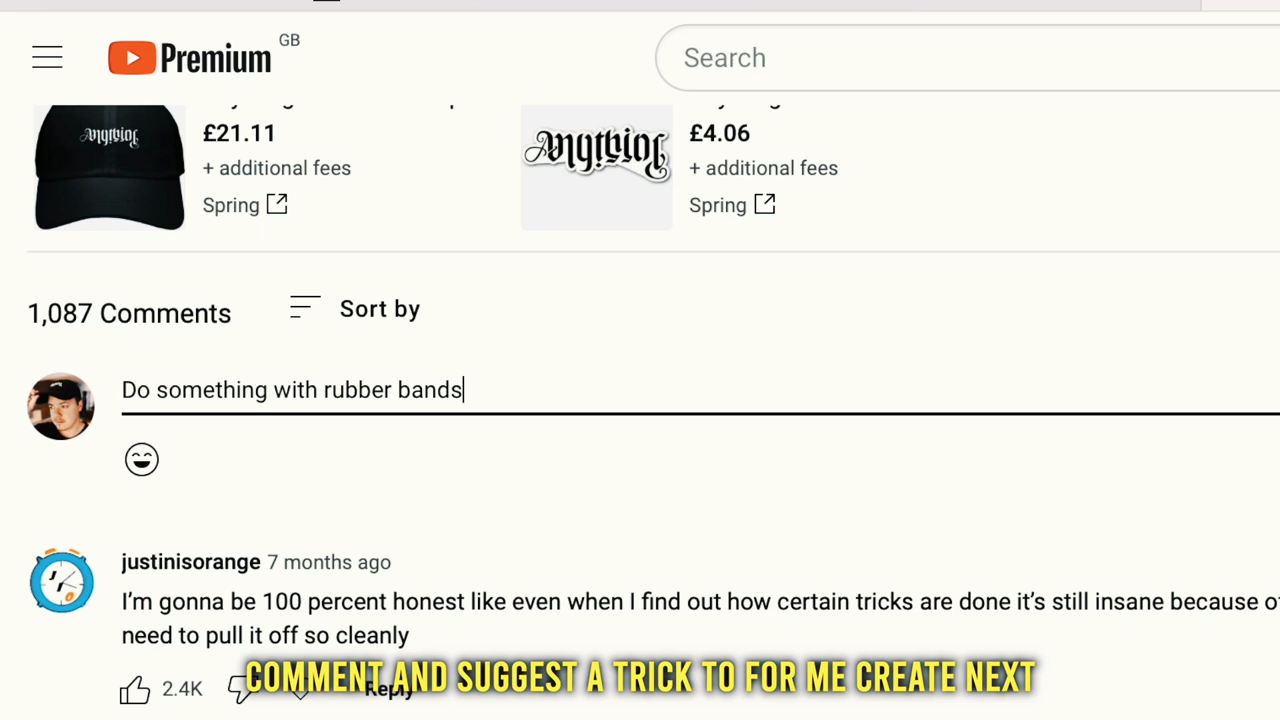 Premium GB
Search
£21.11
+ additional fees
Spring
£4.06
+ additional fees
Spring
Anything
Anything
1,087 Comments
Sort by
Do something with rubber bands
justinisorange 7 months ago
I'm gonna be 100 percent honest like even when I find out how certain tricks are done it's still insane because
need to pull it off so cleanly
2.4K
Reply
COMMENT AND SUGGEST A TRICK TO FOR ME CREATE NEXT